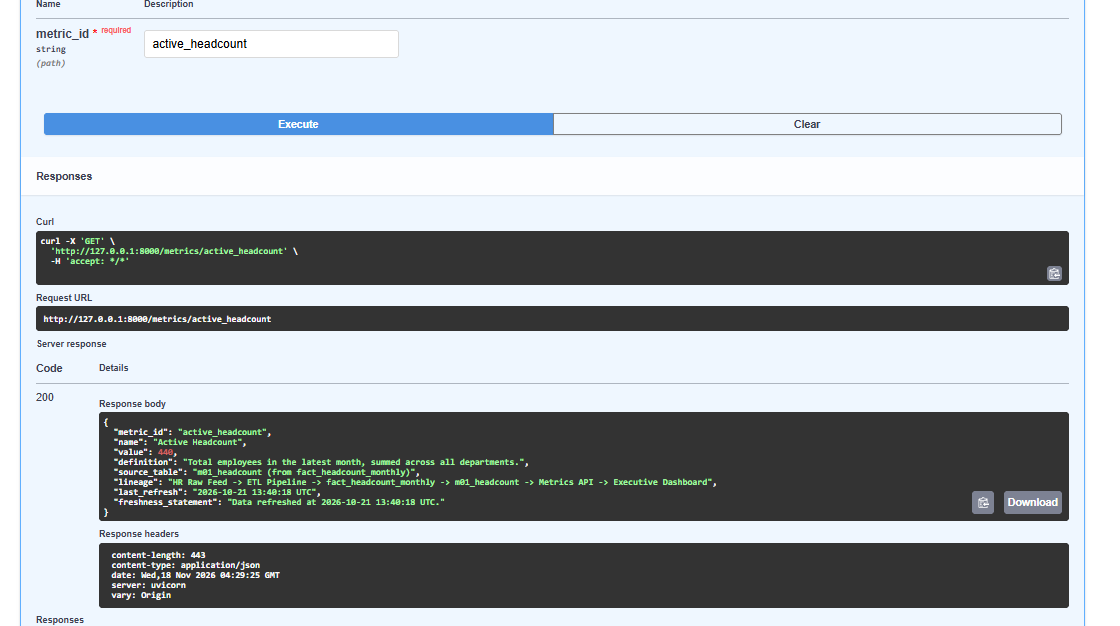 Name Description
metric_id * required
string
(path)
active_headcount
Execute Clear
Responses
Curl
curl -X 'GET' \
'http://127.0.0.1:8000/metrics/active_headcount' \
-H 'accept: */*'
Request URL
http://127.0.0.1:8000/metrics/active_headcount
Server response
Code Details
200
Response body
{
"metric_id": "active_headcount",
"name": "Active Headcount",
"value": 440,
"definition": "Total employees in the latest month, summed across all departments.",
"source_table": "m01_headcount (from fact_headcount_monthly)",
"lineage": "HR Raw Feed -> ETL Pipeline -> fact_headcount_monthly -> m01_headcount -> Metrics API -> Executive Dashboard",
"last_refresh": "2026-10-21 13:40:18 UTC",
"freshness_statement": "Data refreshed at 2026-10-21 13:40:18 UTC."
}
Download
Response headers
content-length: 443
content-type: application/json
date: Wed,18 Nov 2026 04:29:25 GMT
server: uvicorn
vary: Origin
Responses